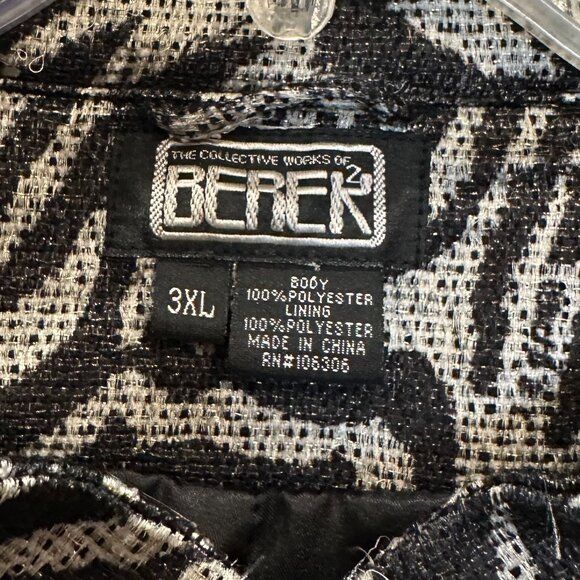 THE COLLECTIVE WORKS OF
BEREK 2
3XL
BODY
100% POLYESTER
LINING
100% POLYESTER
MADE IN CHINA
RN#106306